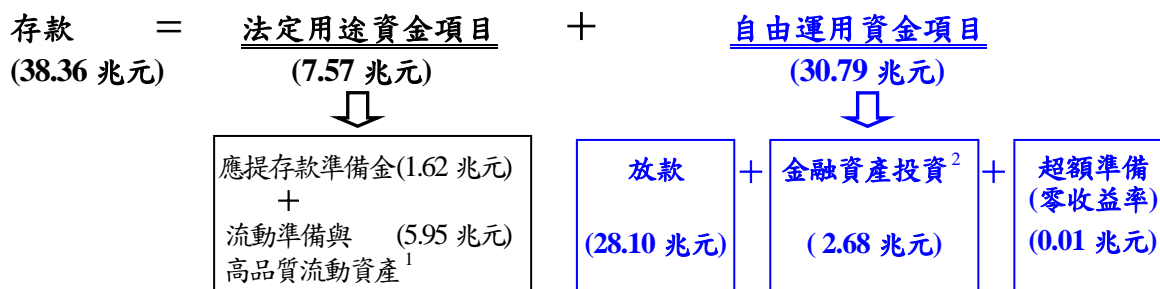 存款 = 法定用途資金項目 + 自由運用資金項目
(38.36 兆元) (7.57 兆元) (30.79 兆元)
應提存款準備金(1.62 兆元)
+
流動準備與 (5.95 兆元)
高品質流動資產1
放款 + 金融資產投資2 + 超額準備
(零收益率)
(28.10 兆元) (2.68 兆元) (0.01 兆元)